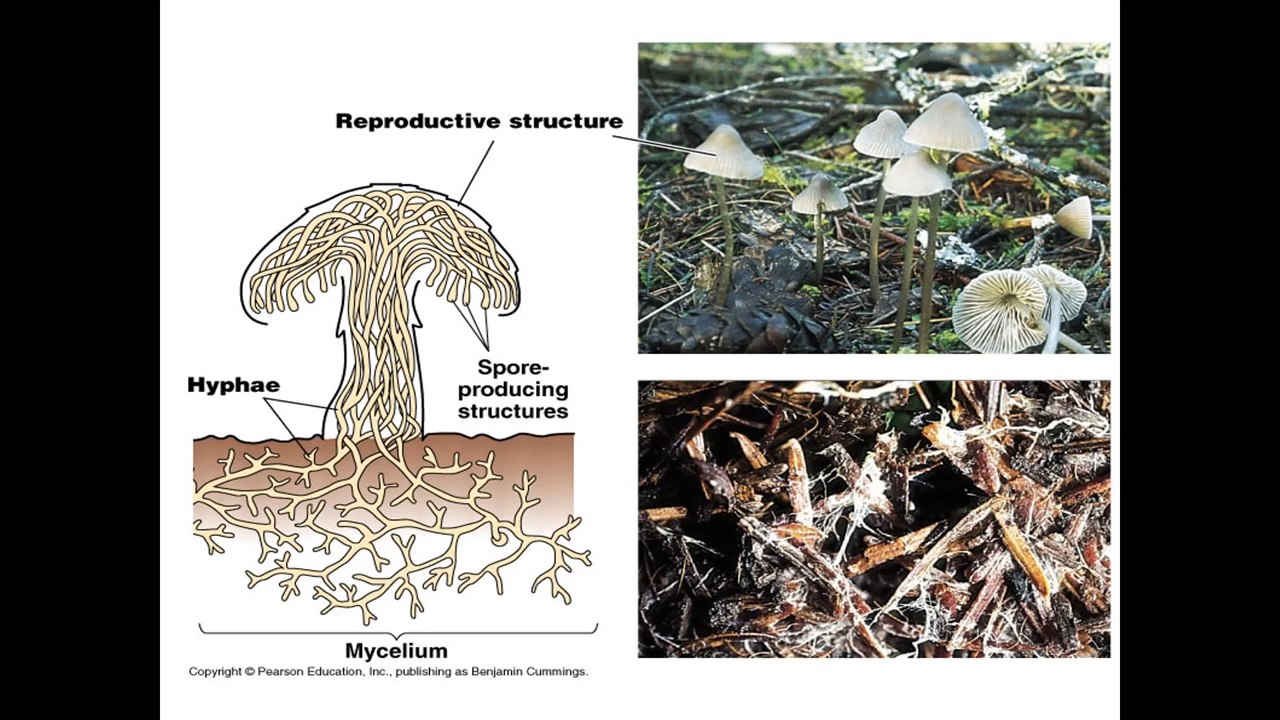 Reproductive structure
Hyphae
Spore-
producing
structures
Mycelium
Copyright © Pearson Education, Inc., publishing as Benjamin Cummings.